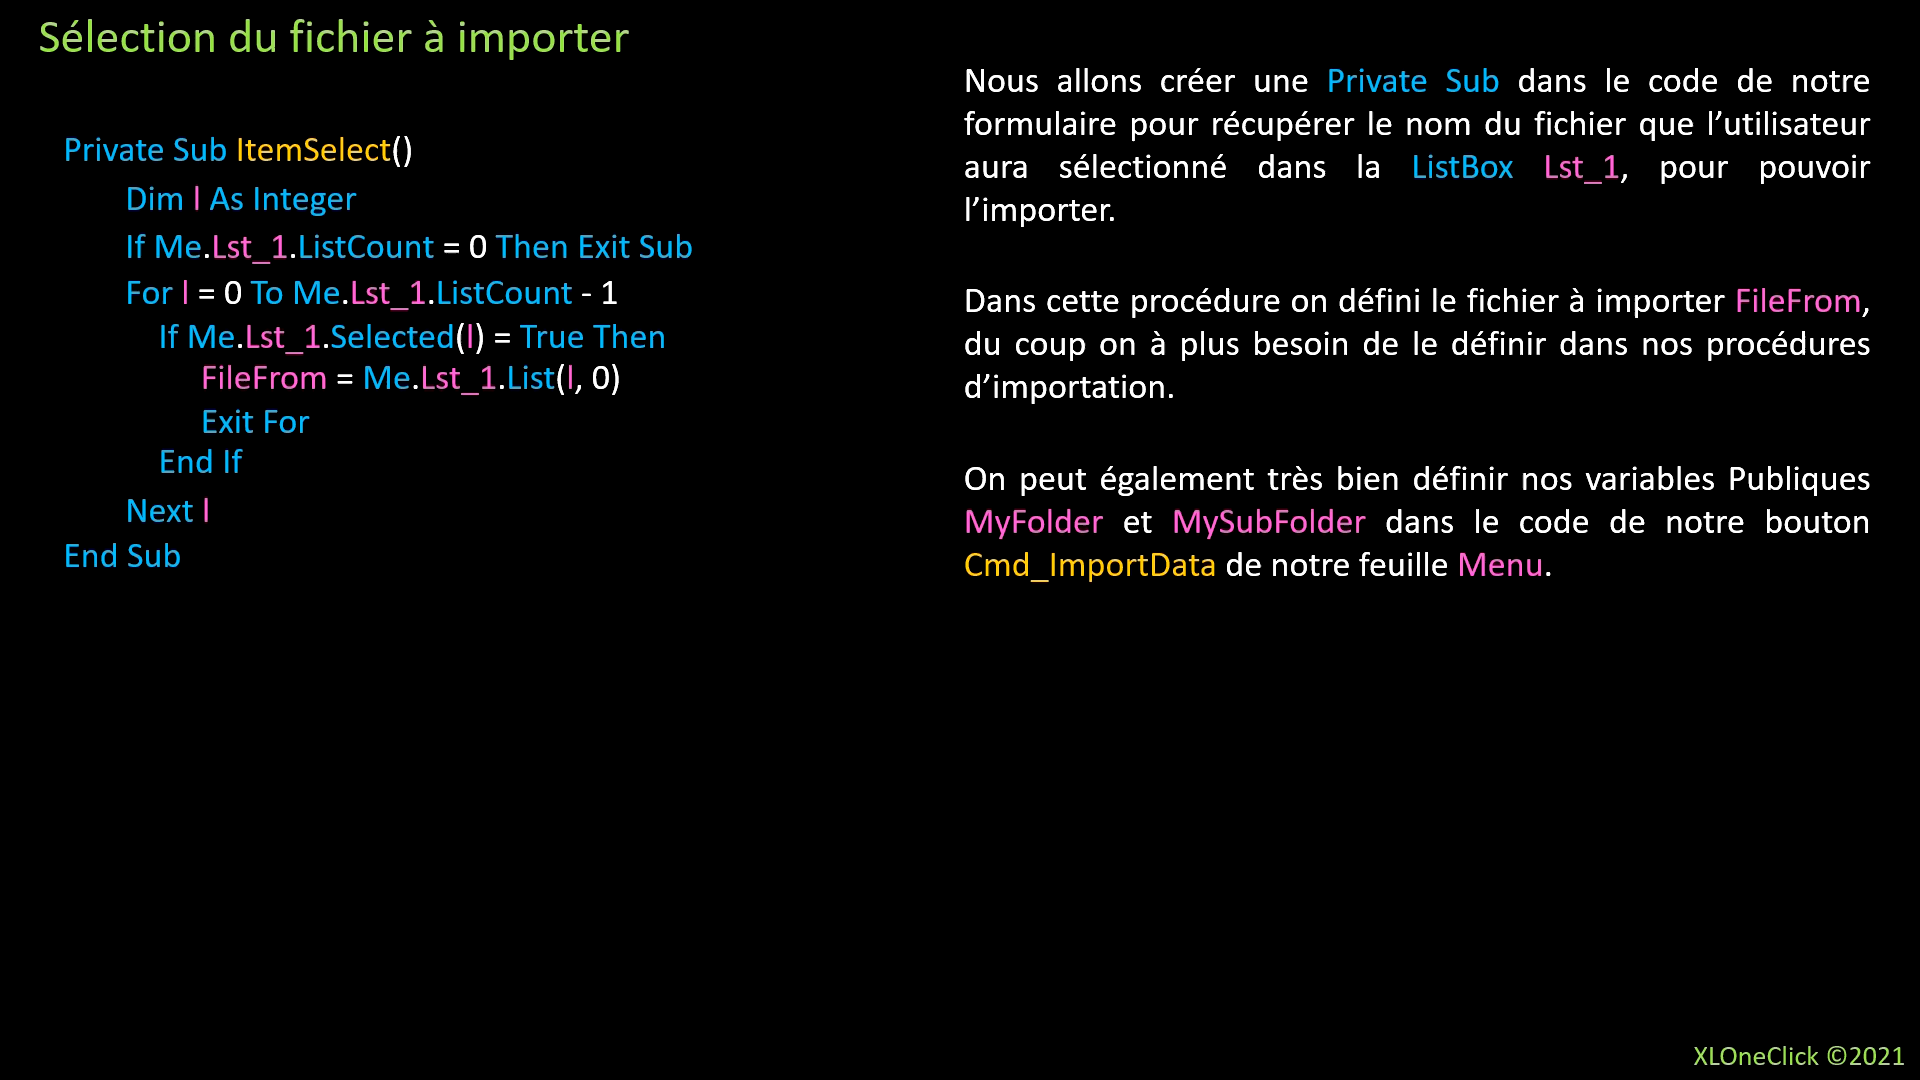 Sélection du fichier à importer
Private Sub ItemSelect()
Dim l As Integer
If Me.Lst_1.ListCount = 0 Then Exit Sub
For l = 0 To Me.Lst_1.ListCount - 1
If Me.Lst_1.Selected(l) = True Then
FileFrom = Me.Lst_1.List(l, 0)
Exit For
End If
Next l
End Sub
Nous allons créer une Private Sub dans le code de notre
formulaire pour récupérer le nom du fichier que l’utilisateur
aura sélectionné dans la ListBox Lst_1, pour pouvoir
l’importer.
Dans cette procédure on défini le fichier à importer FileFrom,
du coup on à plus besoin de le définir dans nos procédures
d’importation.
On peut également très bien définir nos variables Publiques
MyFolder et MySubFolder dans le code de notre bouton
Cmd_ImportData de notre feuille Menu.
XLOneClick ©2021